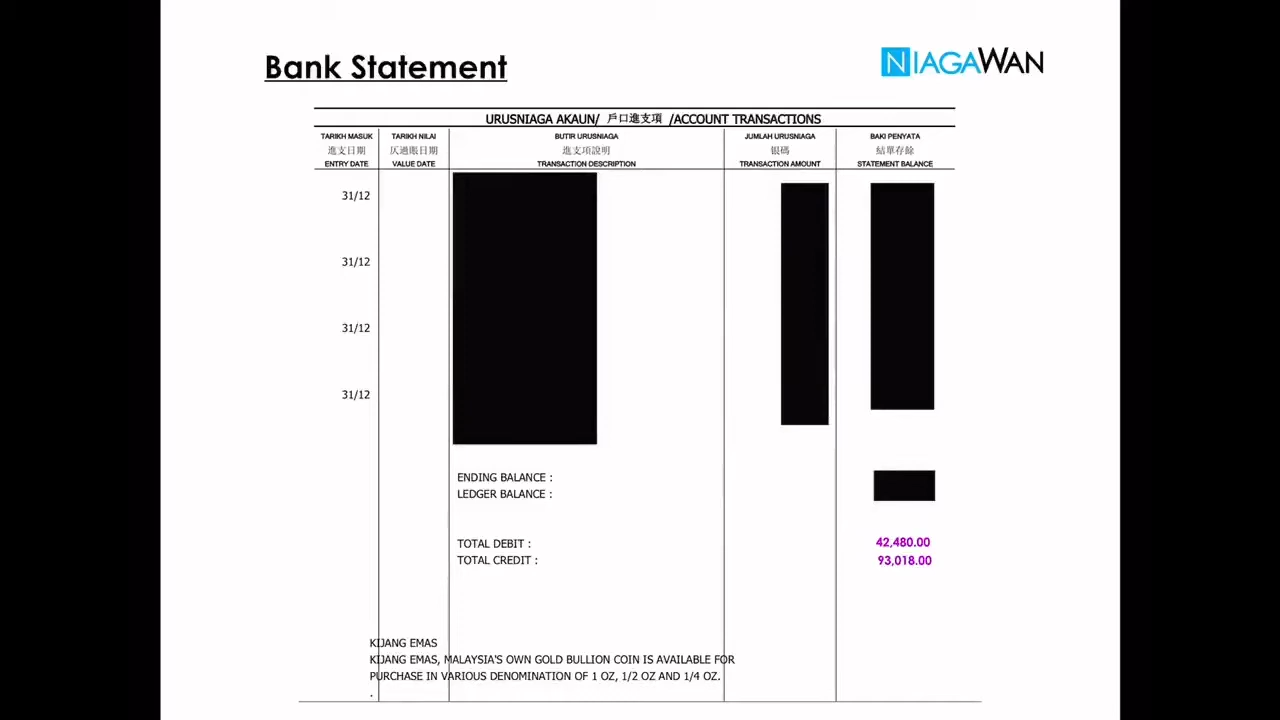 Bank Statement
NIAGAWAN
URUSNIAGA AKAUN/ 戶口進支項 /ACCOUNT TRANSACTIONS
TARIKH MASUK TARIKH NILAI BUTIR URUSNIAGA JUMLAH URUSNIAGA BAKI PENYATA
進支日期 仄過賬日期 進支項說明 銀碼 結單存餘
ENTRY DATE VALUE DATE TRANSACTION DESCRIPTION TRANSACTION AMOUNT STATEMENT BALANCE
31/12
31/12
31/12
31/12
ENDING BALANCE :
LEDGER BALANCE :
TOTAL DEBIT : 42,480.00
TOTAL CREDIT : 93,018.00
KIJANG EMAS
KIJANG EMAS, MALAYSIA'S OWN GOLD BULLION COIN IS AVAILABLE FOR
PURCHASE IN VARIOUS DENOMINATION OF 1 OZ, 1/2 OZ AND 1/4 OZ.
.